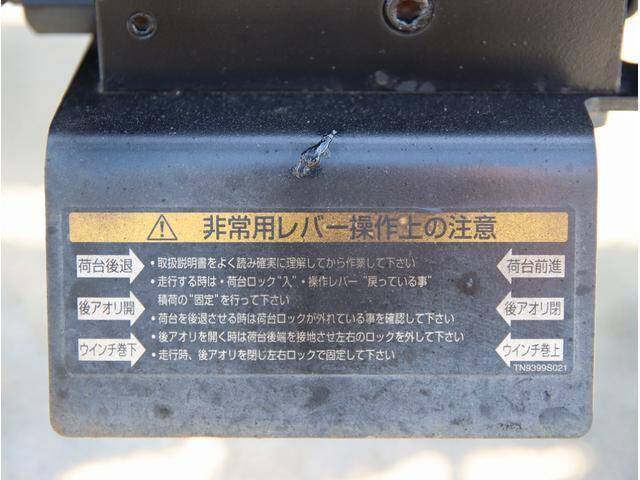 ⚠ 非常用レバー操作上の注意
荷台後退
後アオリ開
ウインチ巻下
・取扱説明書をよく読み確実に理解してから作業して下さい
・走行する時は・荷台ロック"入"・操作レバー"戻っている事"
積荷の"固定"を行って下さい
・荷台を後退させる時は荷台ロックが外れている事を確認して下さい
・後アオリを開く時は荷台後端を接地させ左右のロックを外して下さい
・走行時、後アオリを閉じ左右ロックで固定して下さい
荷台前進
後アオリ閉
ウインチ巻上
TN9399S021